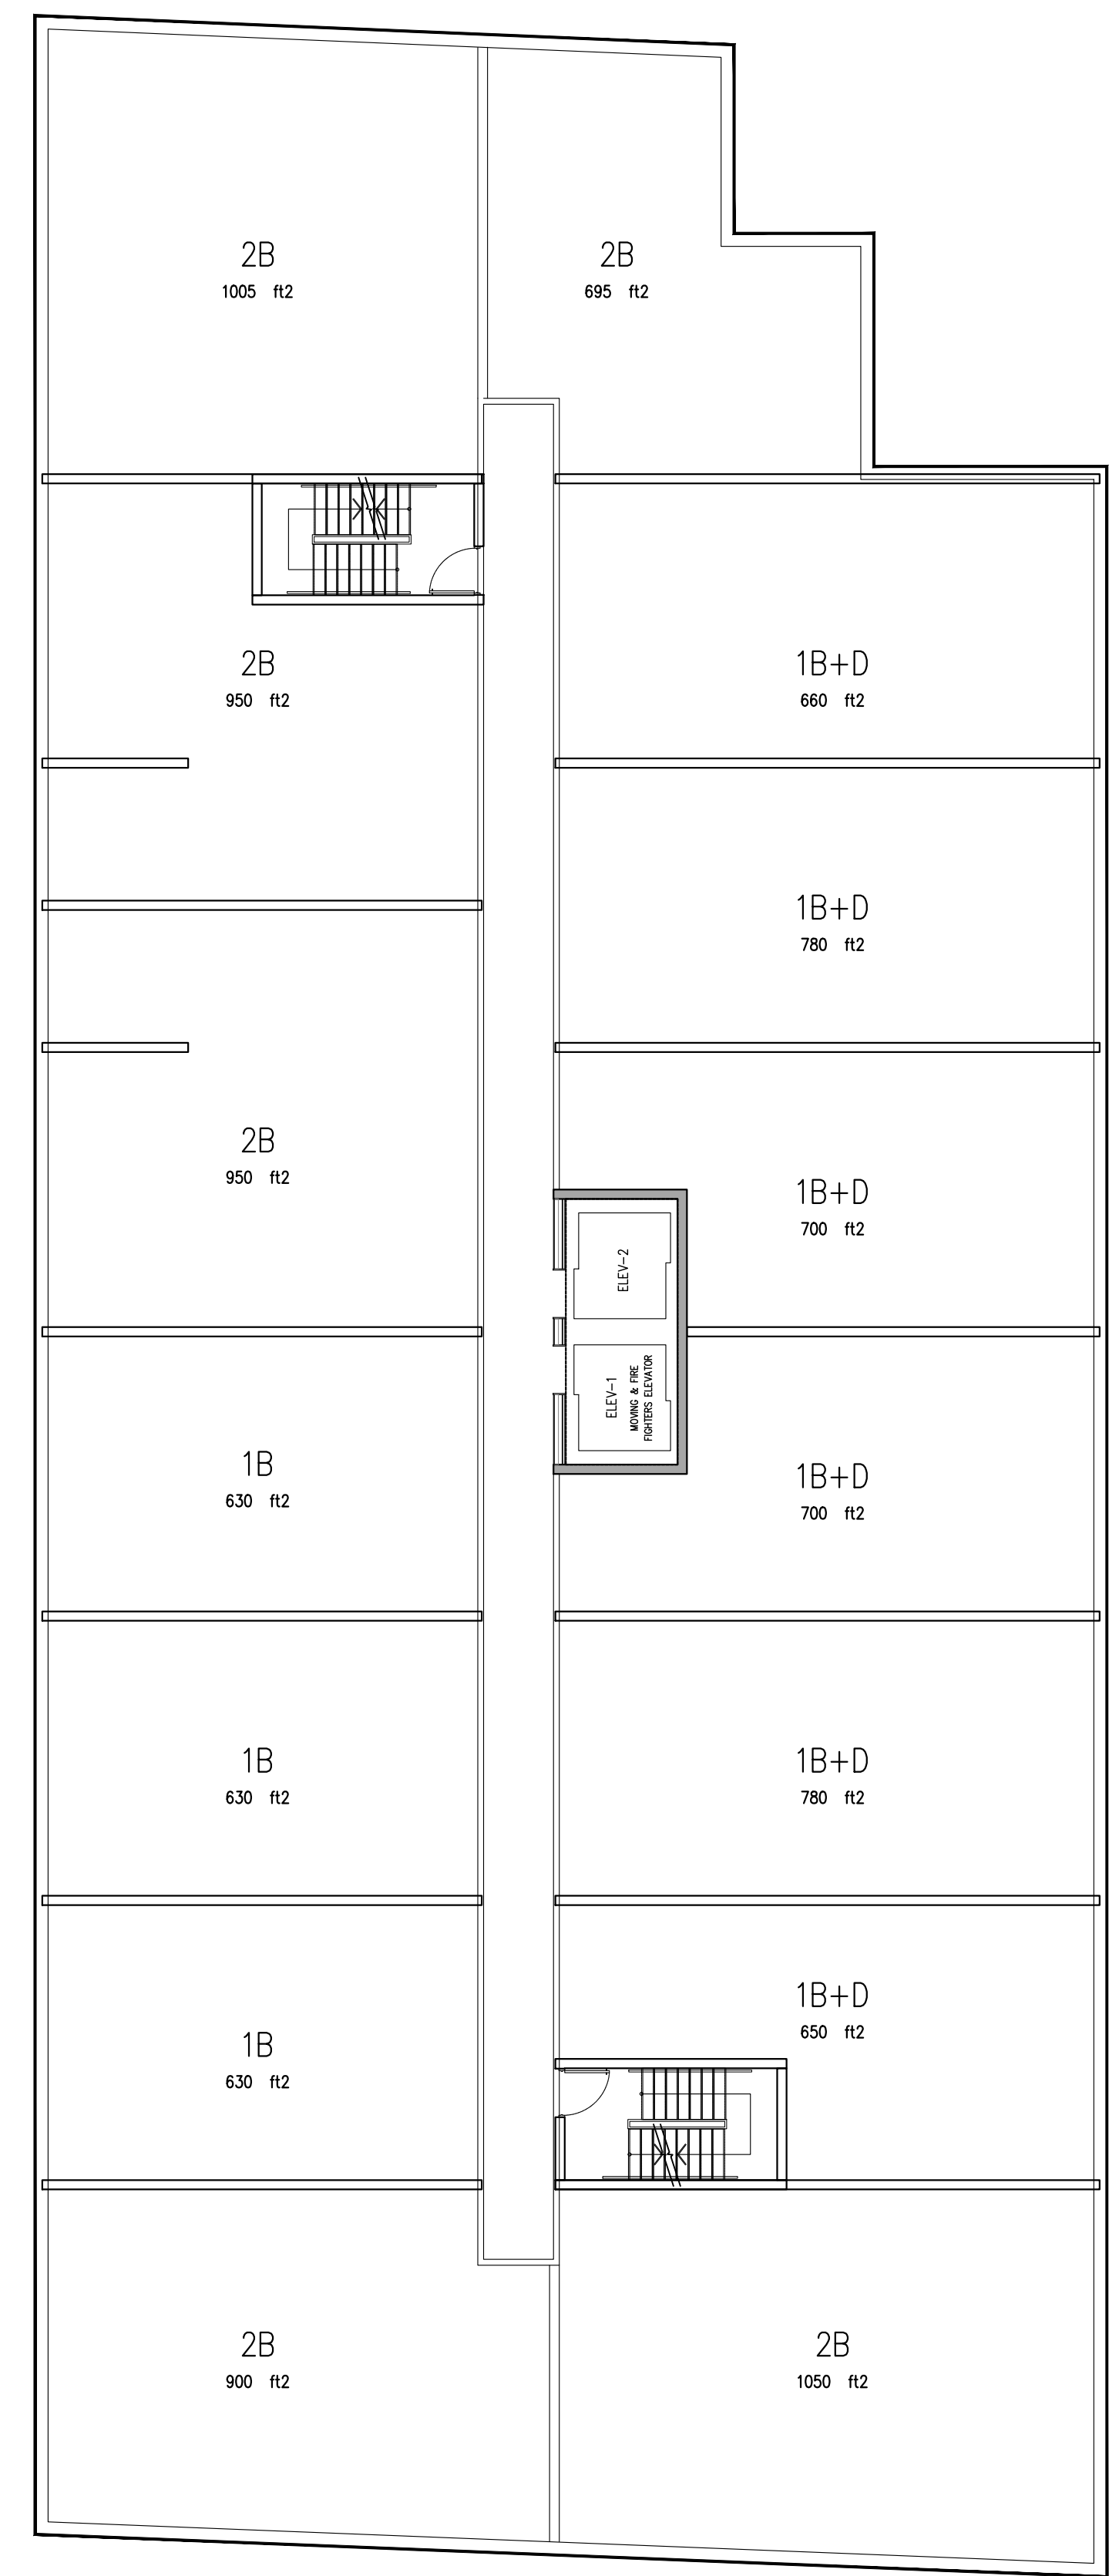 2B
1005 ft2
2B
695 ft2
2B
950 ft2
1B+D
660 ft2
1B+D
780 ft2
2B
950 ft2
1B+D
700 ft2
ELEV-2
ELEV-1
MOVING & FIRE
FIGHTERS ELEVATOR
1B
630 ft2
1B+D
700 ft2
1B
630 ft2
1B+D
780 ft2
1B+D
650 ft2
1B
630 ft2
2B
900 ft2
2B
1050 ft2